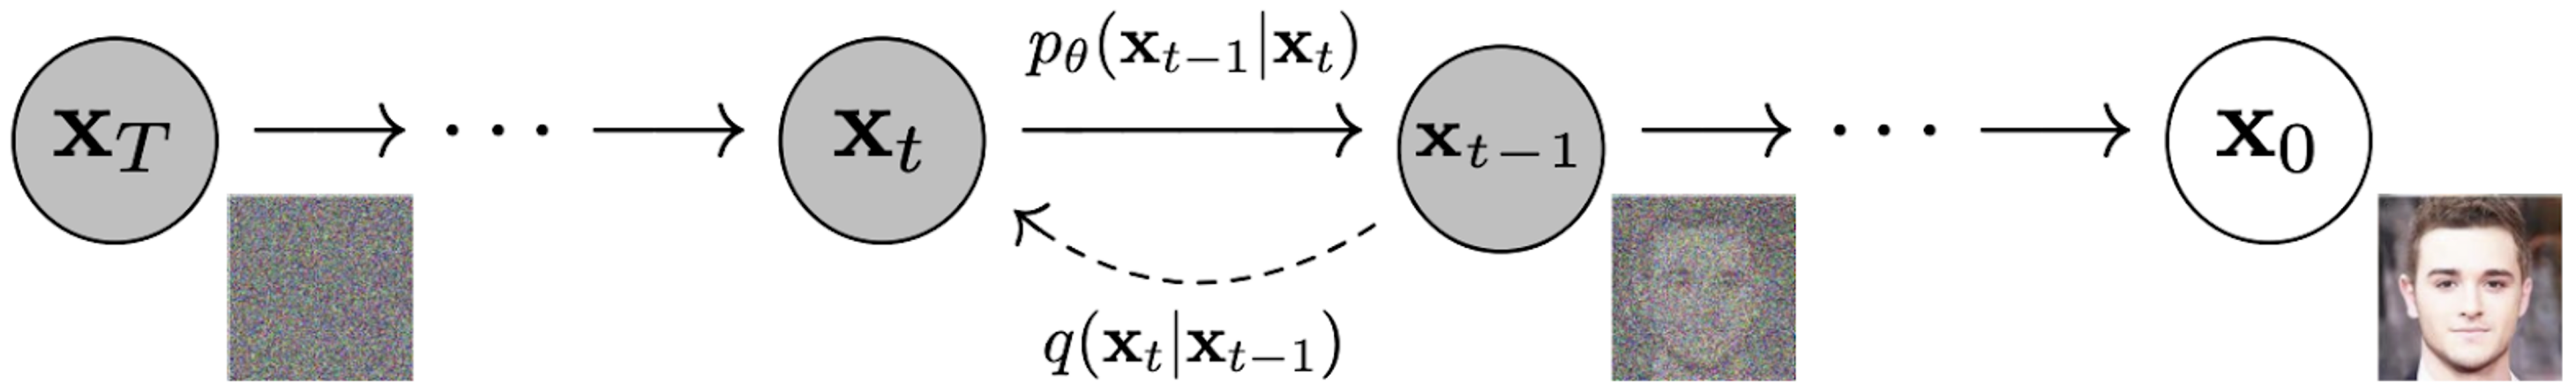 p_θ(x_{t−1}|x_t)
x_T → ··· → x_t → x_{t−1} → ··· → x_0
q(x_t|x_{t−1})